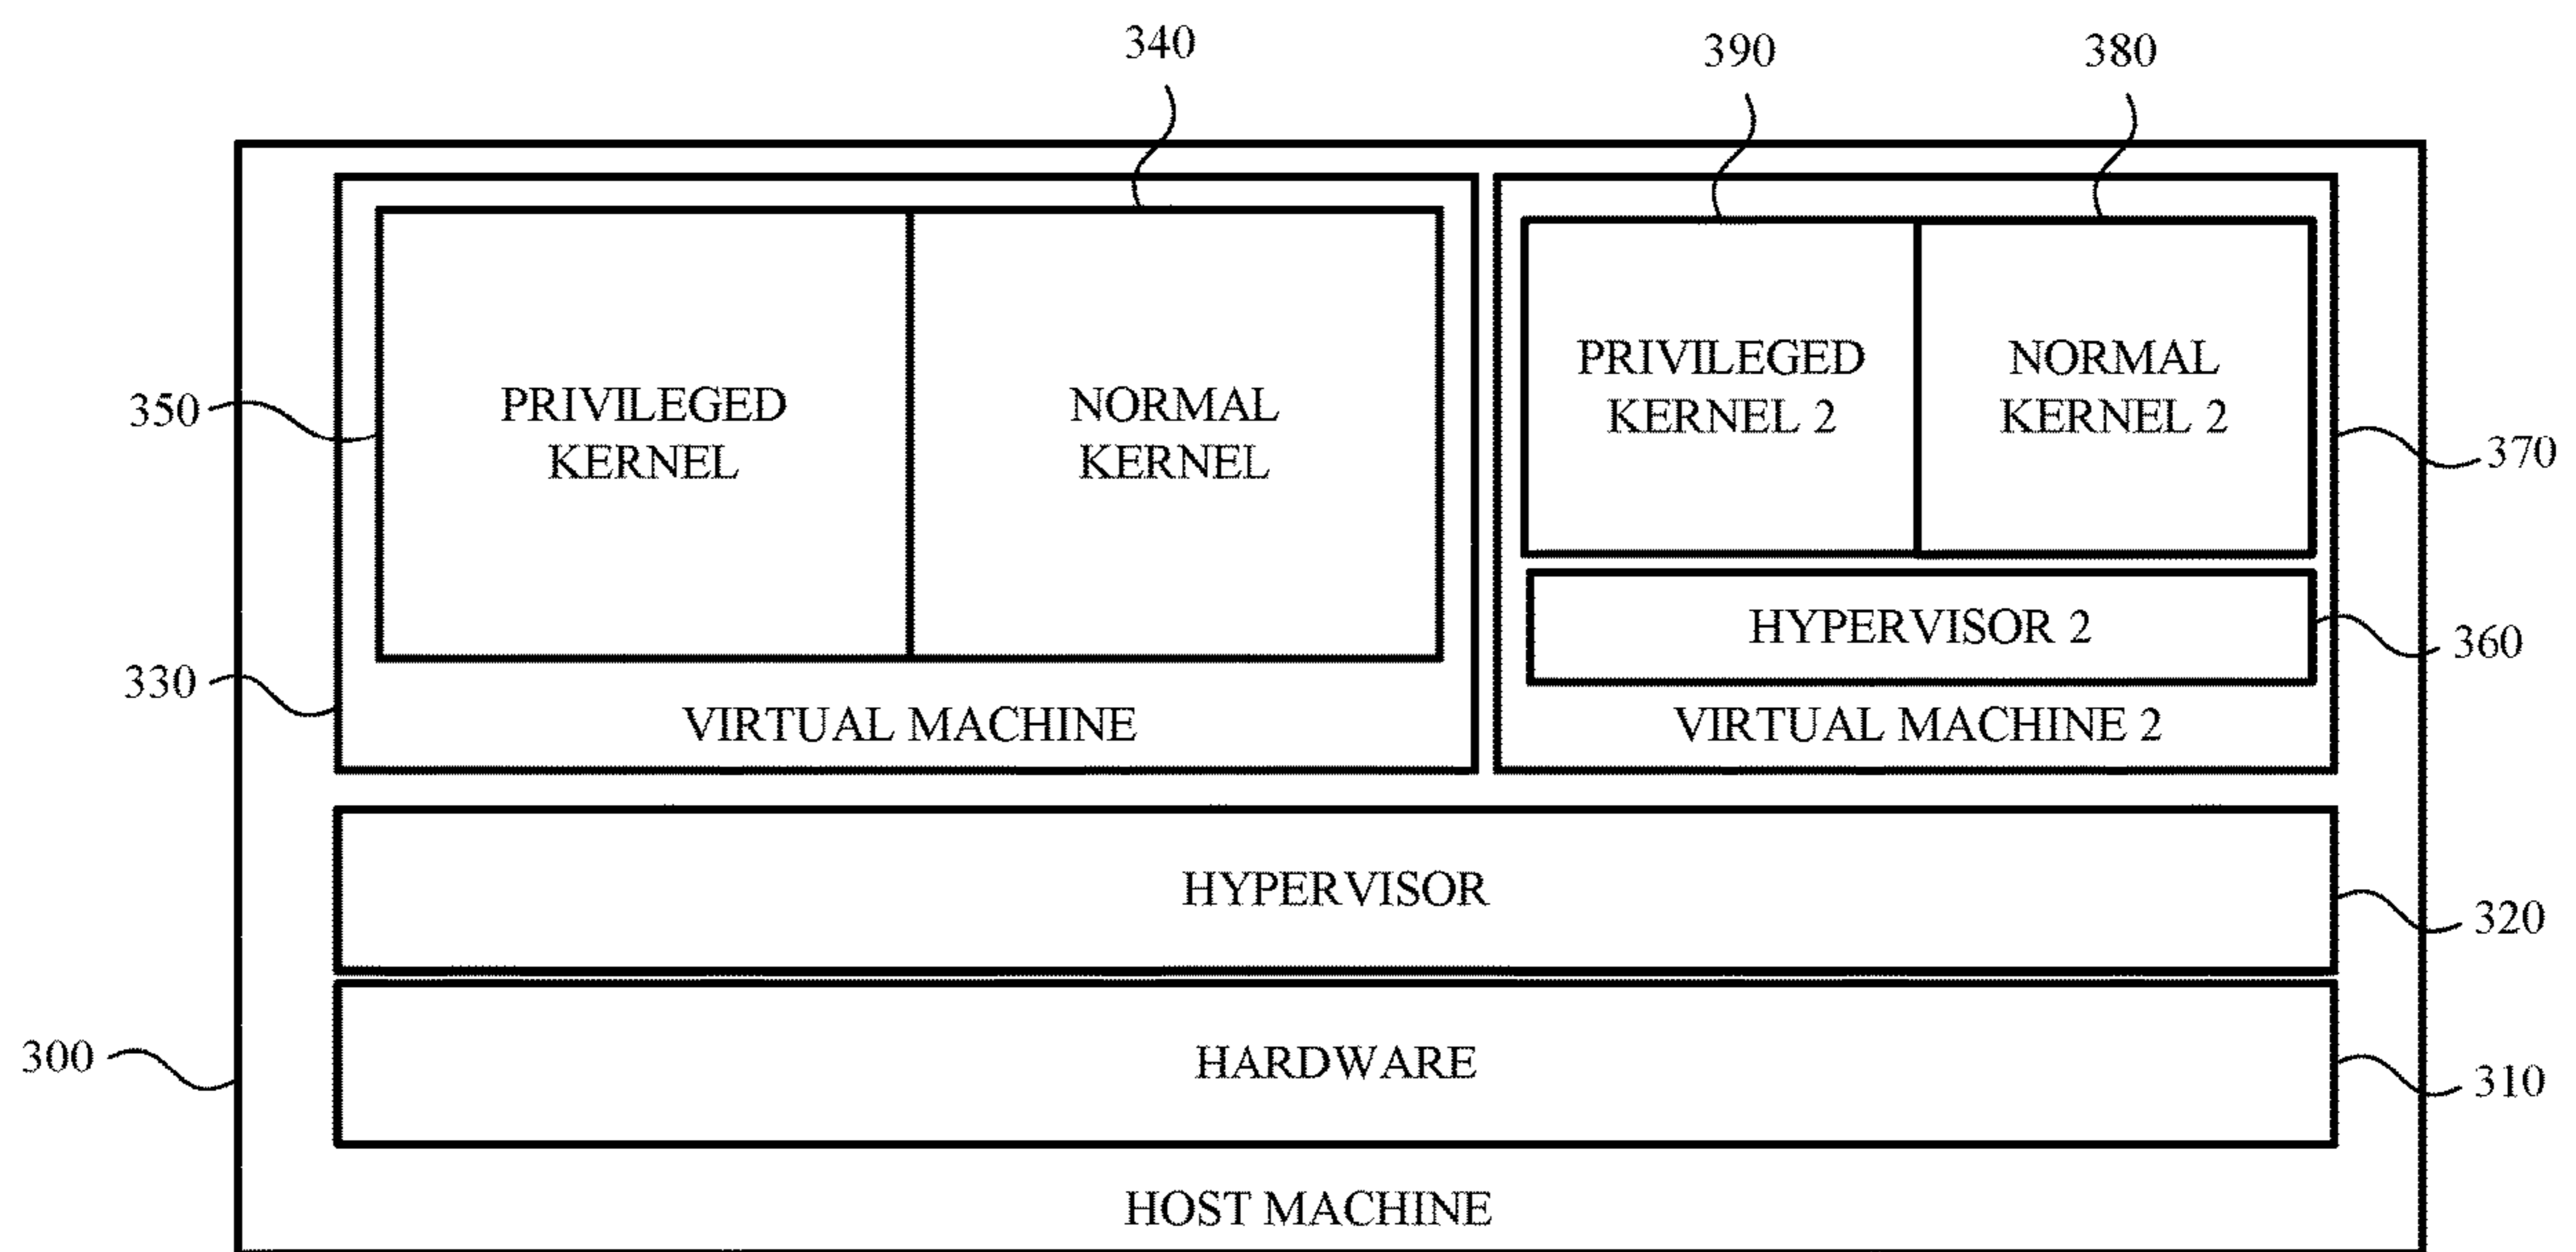 340
390
380
350
PRIVILEGED
KERNEL
NORMAL
KERNEL
PRIVILEGED
KERNEL 2
NORMAL
KERNEL 2
370
HYPERVISOR 2
360
330
VIRTUAL MACHINE
VIRTUAL MACHINE 2
HYPERVISOR
320
300
HARDWARE
310
HOST MACHINE